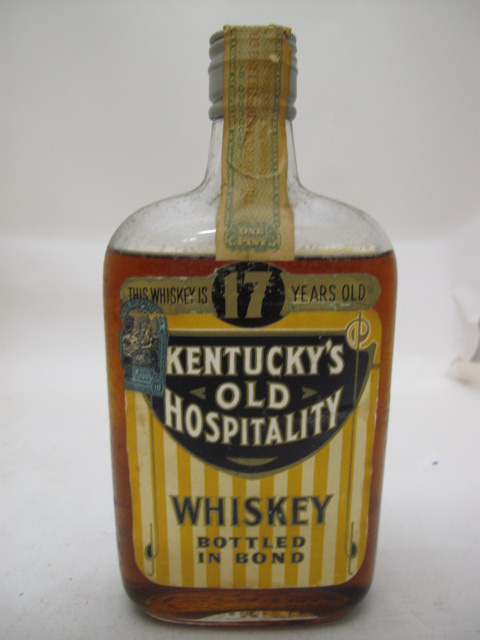 ONE
PINT
THIS WHISKEY IS 17 YEARS OLD
KENTUCKY'S
OLD
HOSPITALITY
WHISKEY
BOTTLED
IN BOND